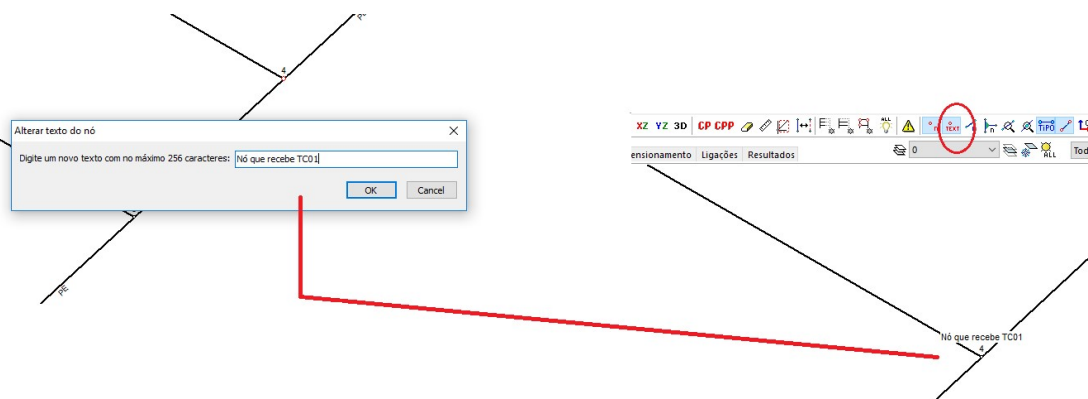 4
Alterar texto do nó
Digite um novo texto com no máximo 256 caracteres: Nó que recebe TC01
OK Cancel
PE
XZ YZ 3D CP CPP ALL n TEXT n TIPO
ensionamento Ligações Resultados 0 ALL Tod
Nó que recebe TC01
4